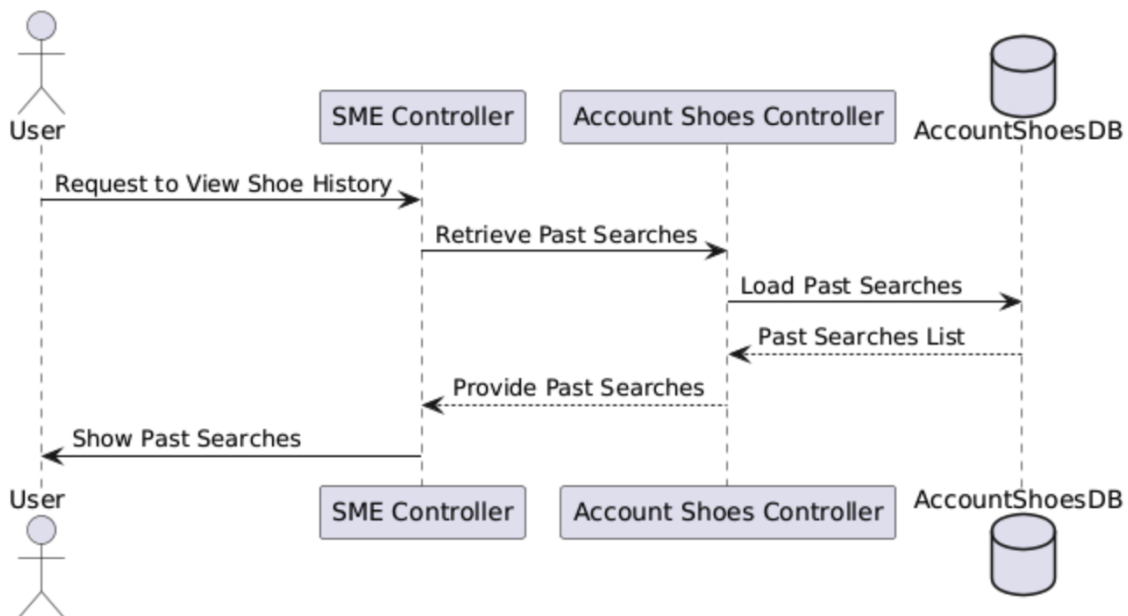 User
SME Controller
Account Shoes Controller
AccountShoesDB
Request to View Shoe History
Retrieve Past Searches
Load Past Searches
Past Searches List
Provide Past Searches
Show Past Searches
User
SME Controller
Account Shoes Controller
AccountShoesDB